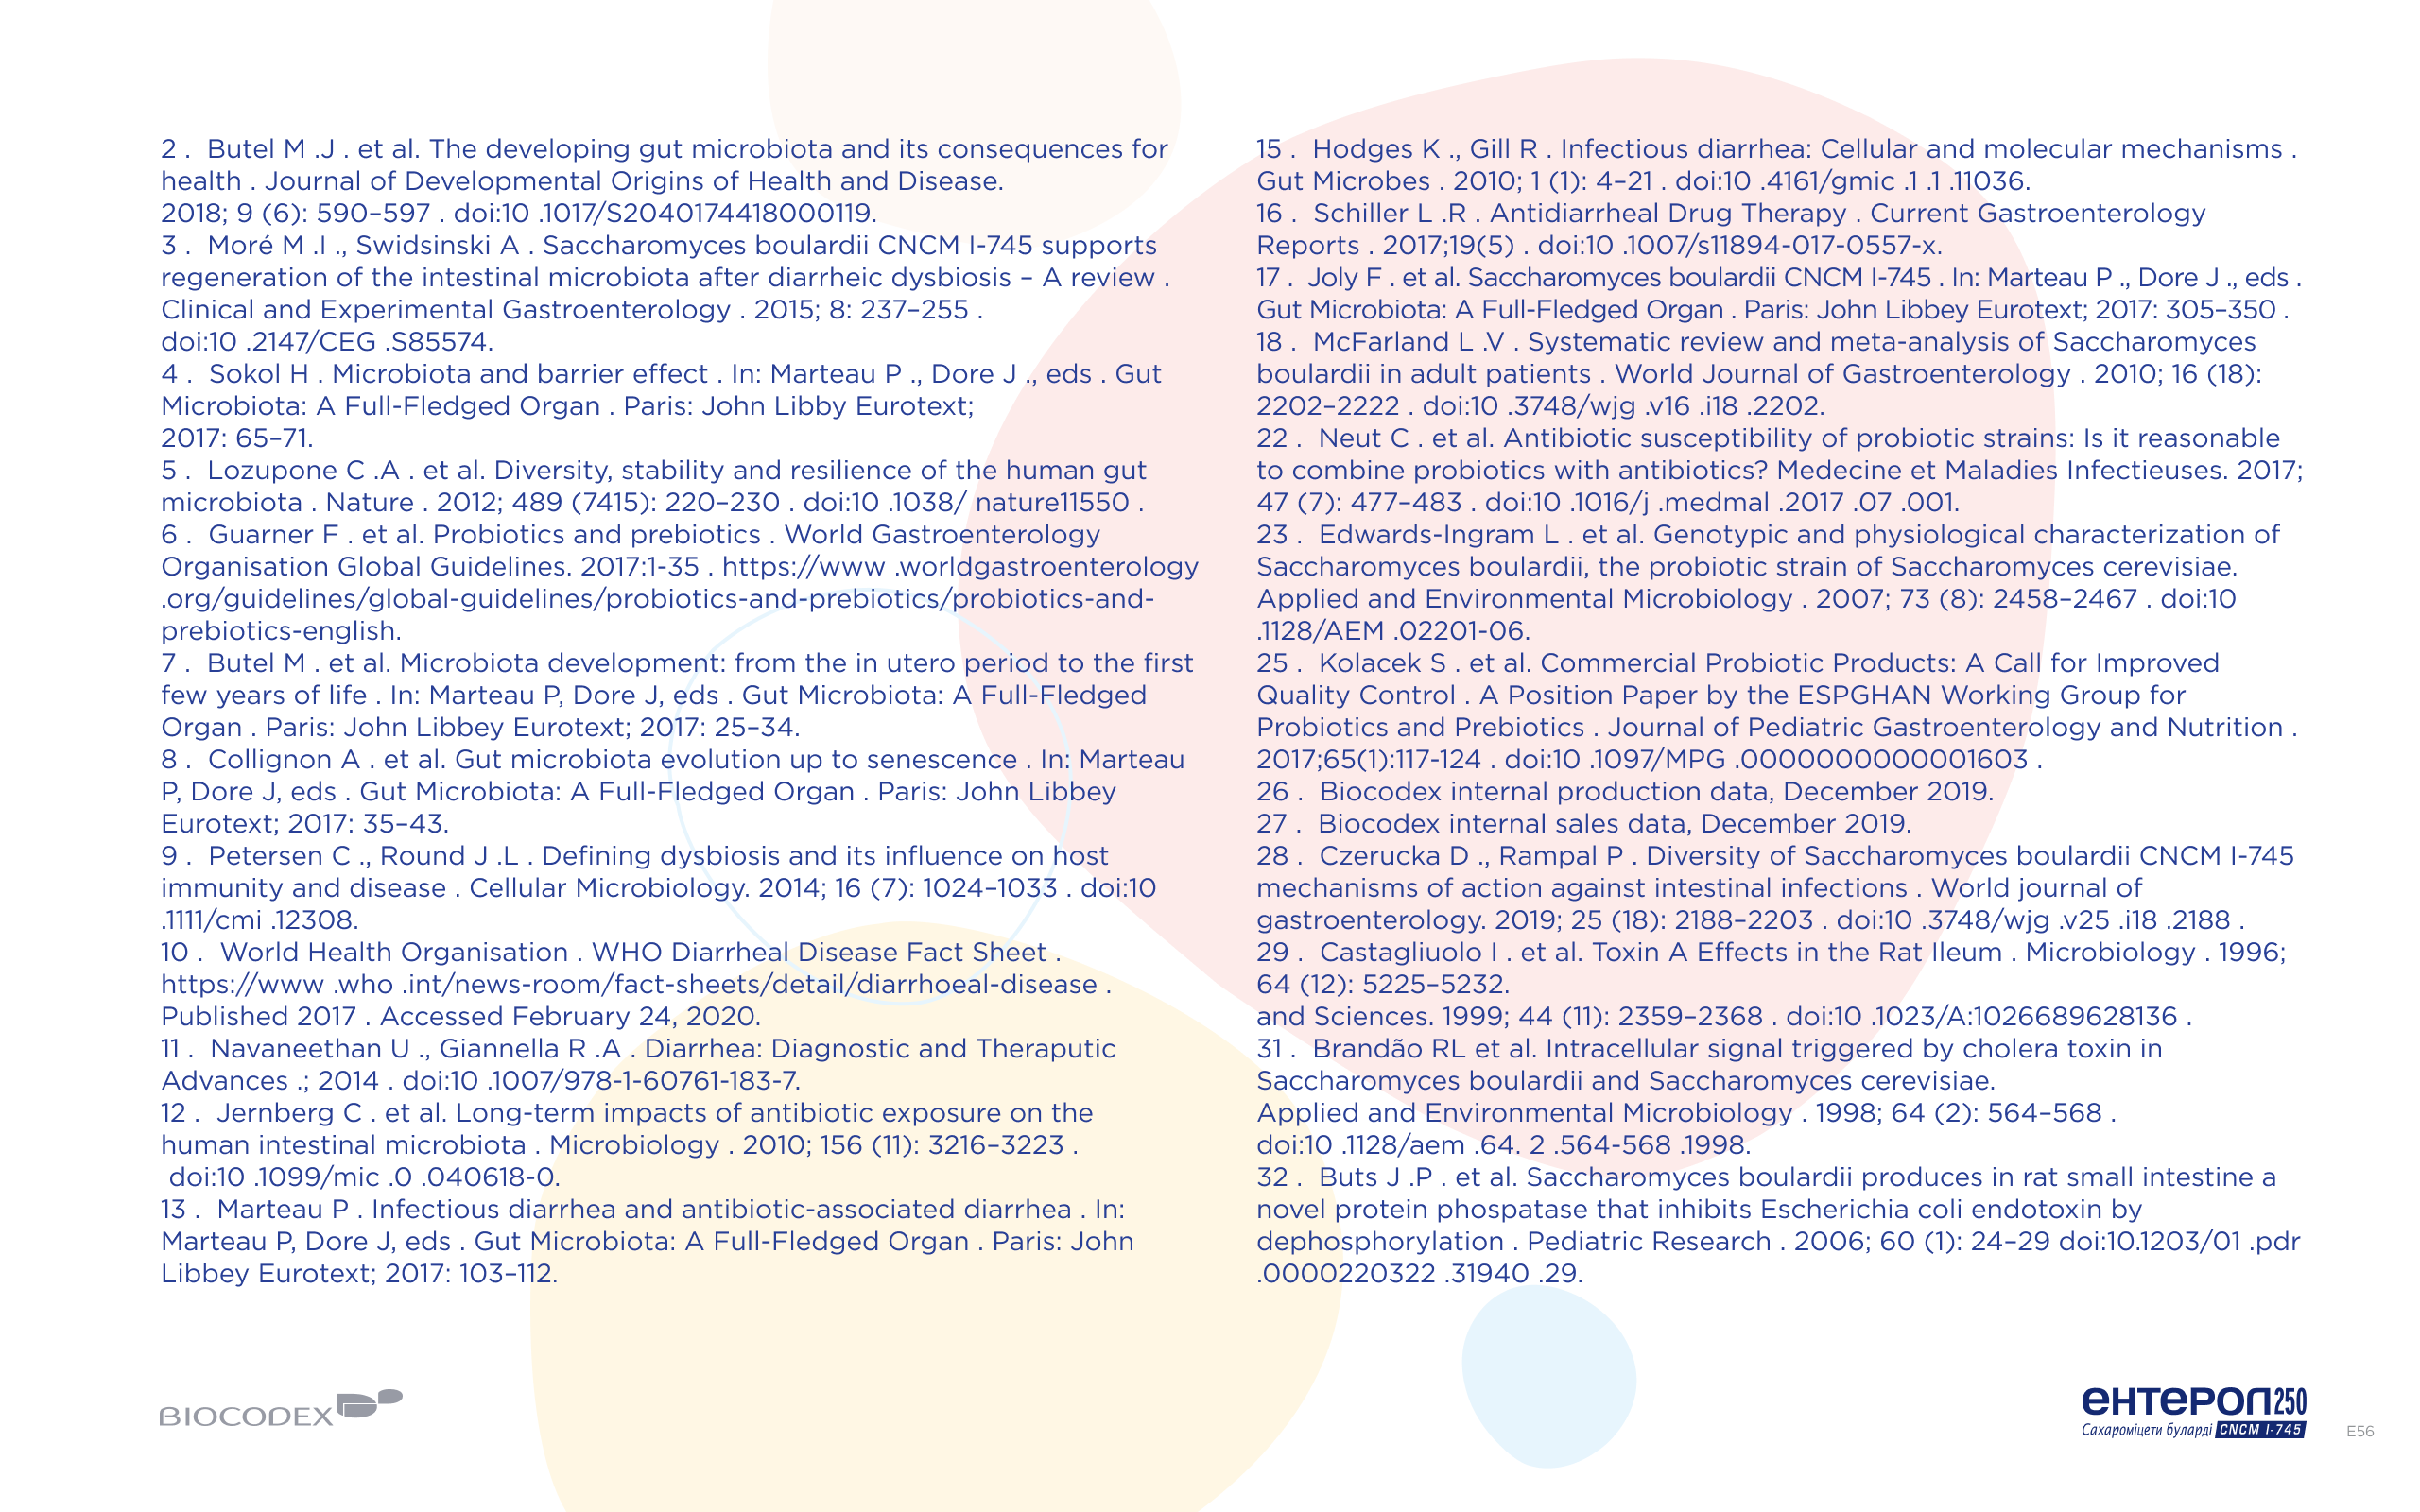 2 .  Butel M .J . et al. The developing gut microbiota and its consequences for
health . Journal of Developmental Origins of Health and Disease.
2018; 9 (6): 590–597 . doi:10 .1017/S2040174418000119.
3 .  Moré M .I ., Swidsinski A . Saccharomyces boulardii CNCM I-745 supports
regeneration of the intestinal microbiota after diarrheic dysbiosis – A review .
Clinical and Experimental Gastroenterology . 2015; 8: 237–255 .
doi:10 .2147/CEG .S85574.
4 .  Sokol H . Microbiota and barrier effect . In: Marteau P ., Dore J ., eds . Gut
Microbiota: A Full-Fledged Organ . Paris: John Libby Eurotext;
2017: 65–71.
5 .  Lozupone C .A . et al. Diversity, stability and resilience of the human gut
microbiota . Nature . 2012; 489 (7415): 220–230 . doi:10 .1038/ nature11550 .
6 .  Guarner F . et al. Probiotics and prebiotics . World Gastroenterology
Organisation Global Guidelines. 2017:1-35 . https://www .worldgastroenterology
.org/guidelines/global-guidelines/probiotics-and-prebiotics/probiotics-and-
prebiotics-english.
7 .  Butel M . et al. Microbiota development: from the in utero period to the first
few years of life . In: Marteau P, Dore J, eds . Gut Microbiota: A Full-Fledged
Organ . Paris: John Libbey Eurotext; 2017: 25–34.
8 .  Collignon A . et al. Gut microbiota evolution up to senescence . In: Marteau
P, Dore J, eds . Gut Microbiota: A Full-Fledged Organ . Paris: John Libbey
Eurotext; 2017: 35–43.
9 .  Petersen C ., Round J .L . Defining dysbiosis and its influence on host
immunity and disease . Cellular Microbiology. 2014; 16 (7): 1024–1033 . doi:10
.1111/cmi .12308.
10 .  World Health Organisation . WHO Diarrheal Disease Fact Sheet .
https://www .who .int/news-room/fact-sheets/detail/diarrhoeal-disease .
Published 2017 . Accessed February 24, 2020.
11 .  Navaneethan U ., Giannella R .A . Diarrhea: Diagnostic and Theraputic
Advances .; 2014 . doi:10 .1007/978-1-60761-183-7.
12 .  Jernberg C . et al. Long-term impacts of antibiotic exposure on the
human intestinal microbiota . Microbiology . 2010; 156 (11): 3216–3223 .
doi:10 .1099/mic .0 .040618-0.
13 .  Marteau P . Infectious diarrhea and antibiotic-associated diarrhea . In:
Marteau P, Dore J, eds . Gut Microbiota: A Full-Fledged Organ . Paris: John
Libbey Eurotext; 2017: 103–112.
15 .  Hodges K ., Gill R . Infectious diarrhea: Cellular and molecular mechanisms .
Gut Microbes . 2010; 1 (1): 4–21 . doi:10 .4161/gmic .1 .1 .11036.
16 .  Schiller L .R . Antidiarrheal Drug Therapy . Current Gastroenterology
Reports . 2017;19(5) . doi:10 .1007/s11894-017-0557-x.
17 .  Joly F . et al. Saccharomyces boulardii CNCM I-745 . In: Marteau P ., Dore J ., eds .
Gut Microbiota: A Full-Fledged Organ . Paris: John Libbey Eurotext; 2017: 305–350 .
18 .  McFarland L .V . Systematic review and meta-analysis of Saccharomyces
boulardii in adult patients . World Journal of Gastroenterology . 2010; 16 (18):
2202–2222 . doi:10 .3748/wjg .v16 .i18 .2202.
22 .  Neut C . et al. Antibiotic susceptibility of probiotic strains: Is it reasonable
to combine probiotics with antibiotics? Medecine et Maladies Infectieuses. 2017;
47 (7): 477–483 . doi:10 .1016/j .medmal .2017 .07 .001.
23 .  Edwards-Ingram L . et al. Genotypic and physiological characterization of
Saccharomyces boulardii, the probiotic strain of Saccharomyces cerevisiae.
Applied and Environmental Microbiology . 2007; 73 (8): 2458–2467 . doi:10
.1128/AEM .02201-06.
25 .  Kolacek S . et al. Commercial Probiotic Products: A Call for Improved
Quality Control . A Position Paper by the ESPGHAN Working Group for
Probiotics and Prebiotics . Journal of Pediatric Gastroenterology and Nutrition .
2017;65(1):117-124 . doi:10 .1097/MPG .0000000000001603 .
26 .  Biocodex internal production data, December 2019.
27 .  Biocodex internal sales data, December 2019.
28 .  Czerucka D ., Rampal P . Diversity of Saccharomyces boulardii CNCM I-745
mechanisms of action against intestinal infections . World journal of
gastroenterology. 2019; 25 (18): 2188–2203 . doi:10 .3748/wjg .v25 .i18 .2188 .
29 .  Castagliuolo I . et al. Toxin A Effects in the Rat Ileum . Microbiology . 1996;
64 (12): 5225–5232.
and Sciences. 1999; 44 (11): 2359–2368 . doi:10 .1023/A:1026689628136 .
31 .  Brandão RL et al. Intracellular signal triggered by cholera toxin in
Saccharomyces boulardii and Saccharomyces cerevisiae.
Applied and Environmental Microbiology . 1998; 64 (2): 564–568 .
doi:10 .1128/aem .64. 2 .564-568 .1998.
32 .  Buts J .P . et al. Saccharomyces boulardii produces in rat small intestine a
novel protein phospatase that inhibits Escherichia coli endotoxin by
dephosphorylation . Pediatric Research . 2006; 60 (1): 24–29 doi:10.1203/01 .pdr
.0000220322 .31940 .29.
BIOCODEX
ентерол250
Сахароміцети буларді CNCM I-745
E56